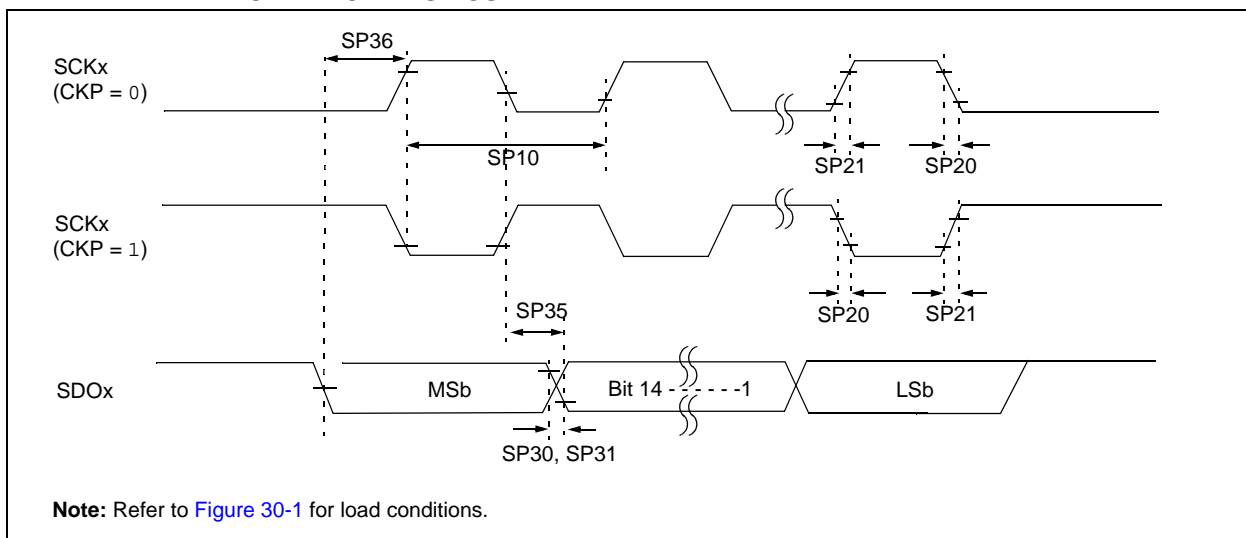 SP36
SCKx
(CKP = 0)
SP10
SP21
SP20
SCKx
(CKP = 1)
SP35
SP20
SP21
SDOx
MSb
Bit 14 - - - - - -1
LSb
SP30, SP31
Note: Refer to Figure 30-1 for load conditions.